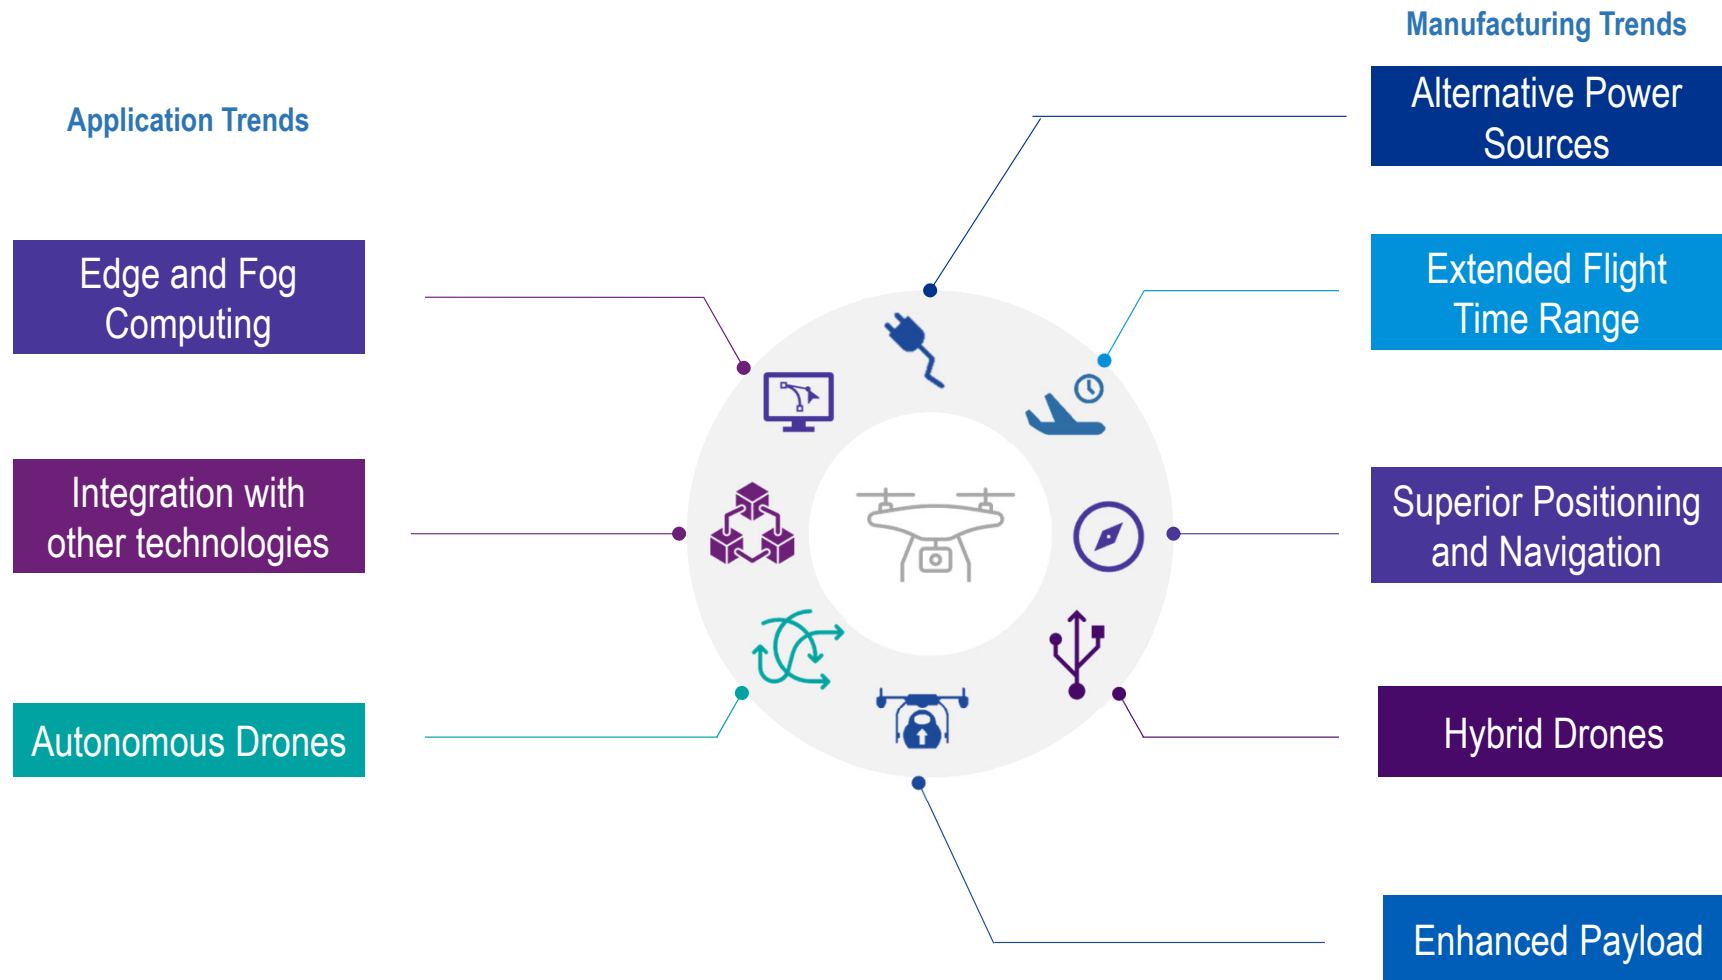 Application Trends
Edge and Fog
Computing
Integration with
other technologies
Autonomous Drones
Manufacturing Trends
Alternative Power
Sources
Extended Flight
Time Range
Superior Positioning
and Navigation
Hybrid Drones
Enhanced Payload